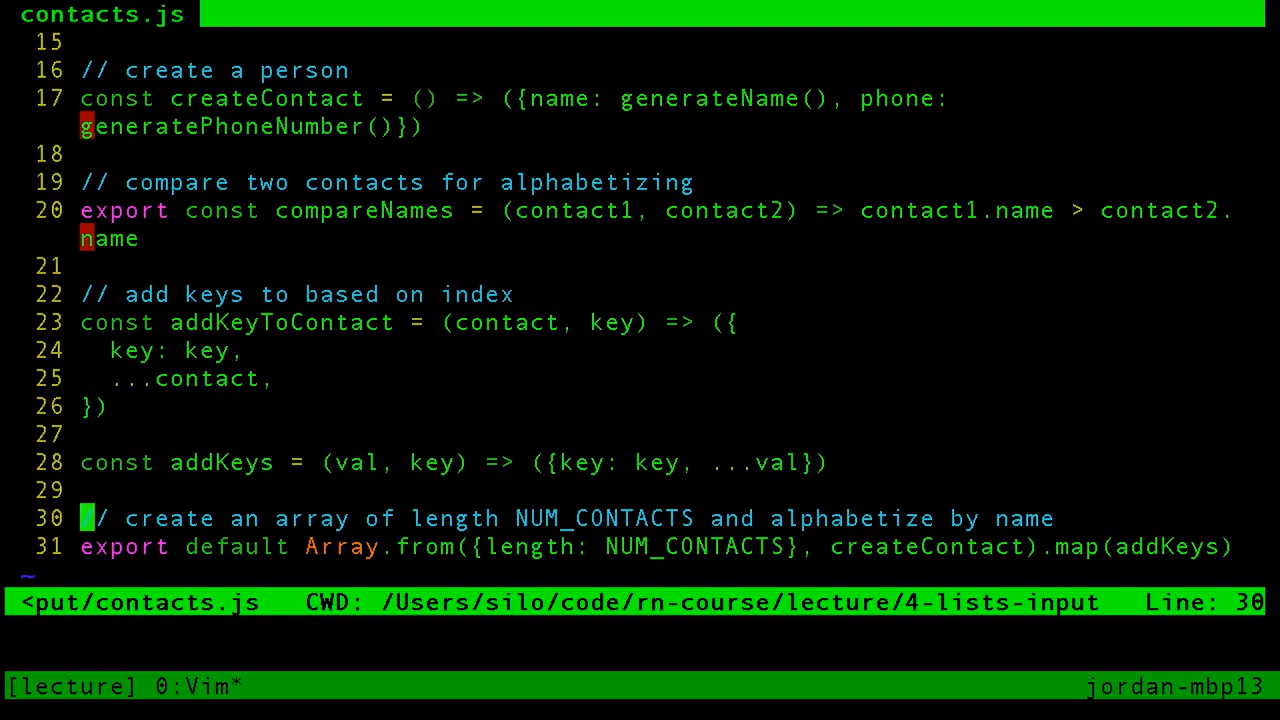 contacts.js
15
16 // create a person
17 const createContact = () => ({name: generateName(), phone:
generatePhoneNumber()})
18
19 // compare two contacts for alphabetizing
20 export const compareNames = (contact1, contact2) => contact1.name > contact2.
name
21
22 // add keys to based on index
23 const addKeyToContact = (contact, key) => ({
24   key: key,
25   ...contact,
26 })
27
28 const addKeys = (val, key) => ({key: key, ...val})
29
30 // create an array of length NUM_CONTACTS and alphabetize by name
31 export default Array.from({length: NUM_CONTACTS}, createContact).map(addKeys)
~
<put/contacts.js   CWD: /Users/silo/code/rn-course/lecture/4-lists-input   Line: 30
[lecture] 0:Vim* jordan-mbp13